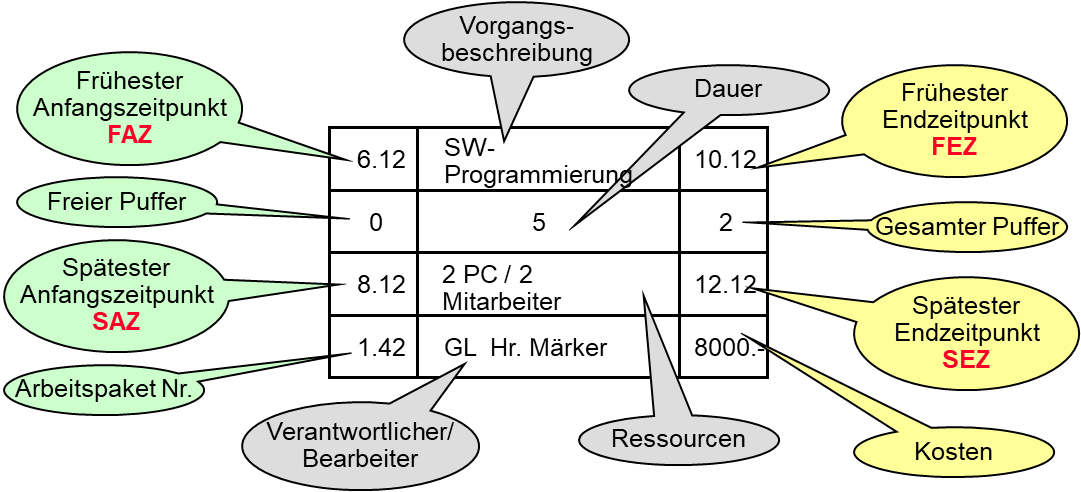 Vorgangs-
beschreibung
Frühester
Anfangszeitpunkt
FAZ
Dauer
Frühester
Endzeitpunkt
FEZ
6.12
SW-
Programmierung
10.12
Freier Puffer
0
5
2
Gesamter Puffer
Spätester
Anfangszeitpunkt
SAZ
8.12
2 PC / 2
Mitarbeiter
12.12
Spätester
Endzeitpunkt
SEZ
1.42
GL Hr. Märker
8000.-
Arbeitspaket Nr.
Verantwortlicher/
Bearbeiter
Ressourcen
Kosten